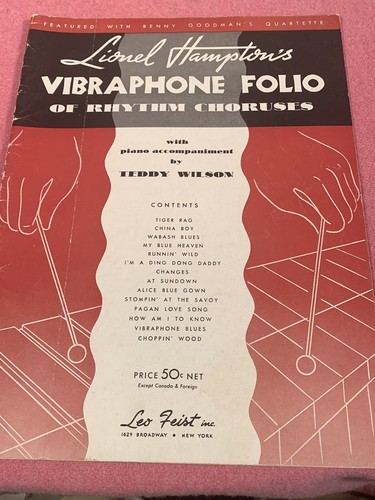 FEATURED WITH BENNY GOODMAN'S QUARTETTE
Lionel Hampton's
VIBRAPHONE FOLIO
OF RHYTHM CHORUSES
with
piano accompaniment
by
TEDDY WILSON
CONTENTS
TIGER RAG
CHINA BOY
WABASH BLUES
MY BLUE HEAVEN
RUNNIN' WILD
I'M A DING DONG DADDY
CHANGES
AT SUNDOWN
ALICE BLUE GOWN
STOMPIN' AT THE SAVOY
PAGAN LOVE SONG
HOW AM I TO KNOW
VIBRAPHONE BLUES
CHOPPIN' WOOD
PRICE 50c NET
Except Canada & Foreign
Leo Feist inc.
1629 BROADWAY • NEW YORK